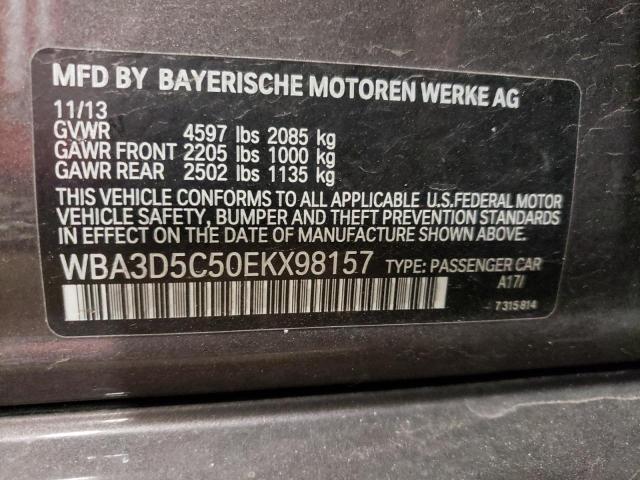 MFD BY BAYERISCHE MOTOREN WERKE AG
11/13
GVWR 4597 lbs 2085 kg
GAWR FRONT 2205 lbs 1000 kg
GAWR REAR 2502 lbs 1135 kg
THIS VEHICLE CONFORMS TO ALL APPLICABLE U.S.FEDERAL MOTOR
VEHICLE SAFETY, BUMPER AND THEFT PREVENTION STANDARDS
IN EFFECT ON THE DATE OF MANUFACTURE SHOWN ABOVE.
WBA3D5C50EKX98157 TYPE: PASSENGER CAR
A17/
7315814